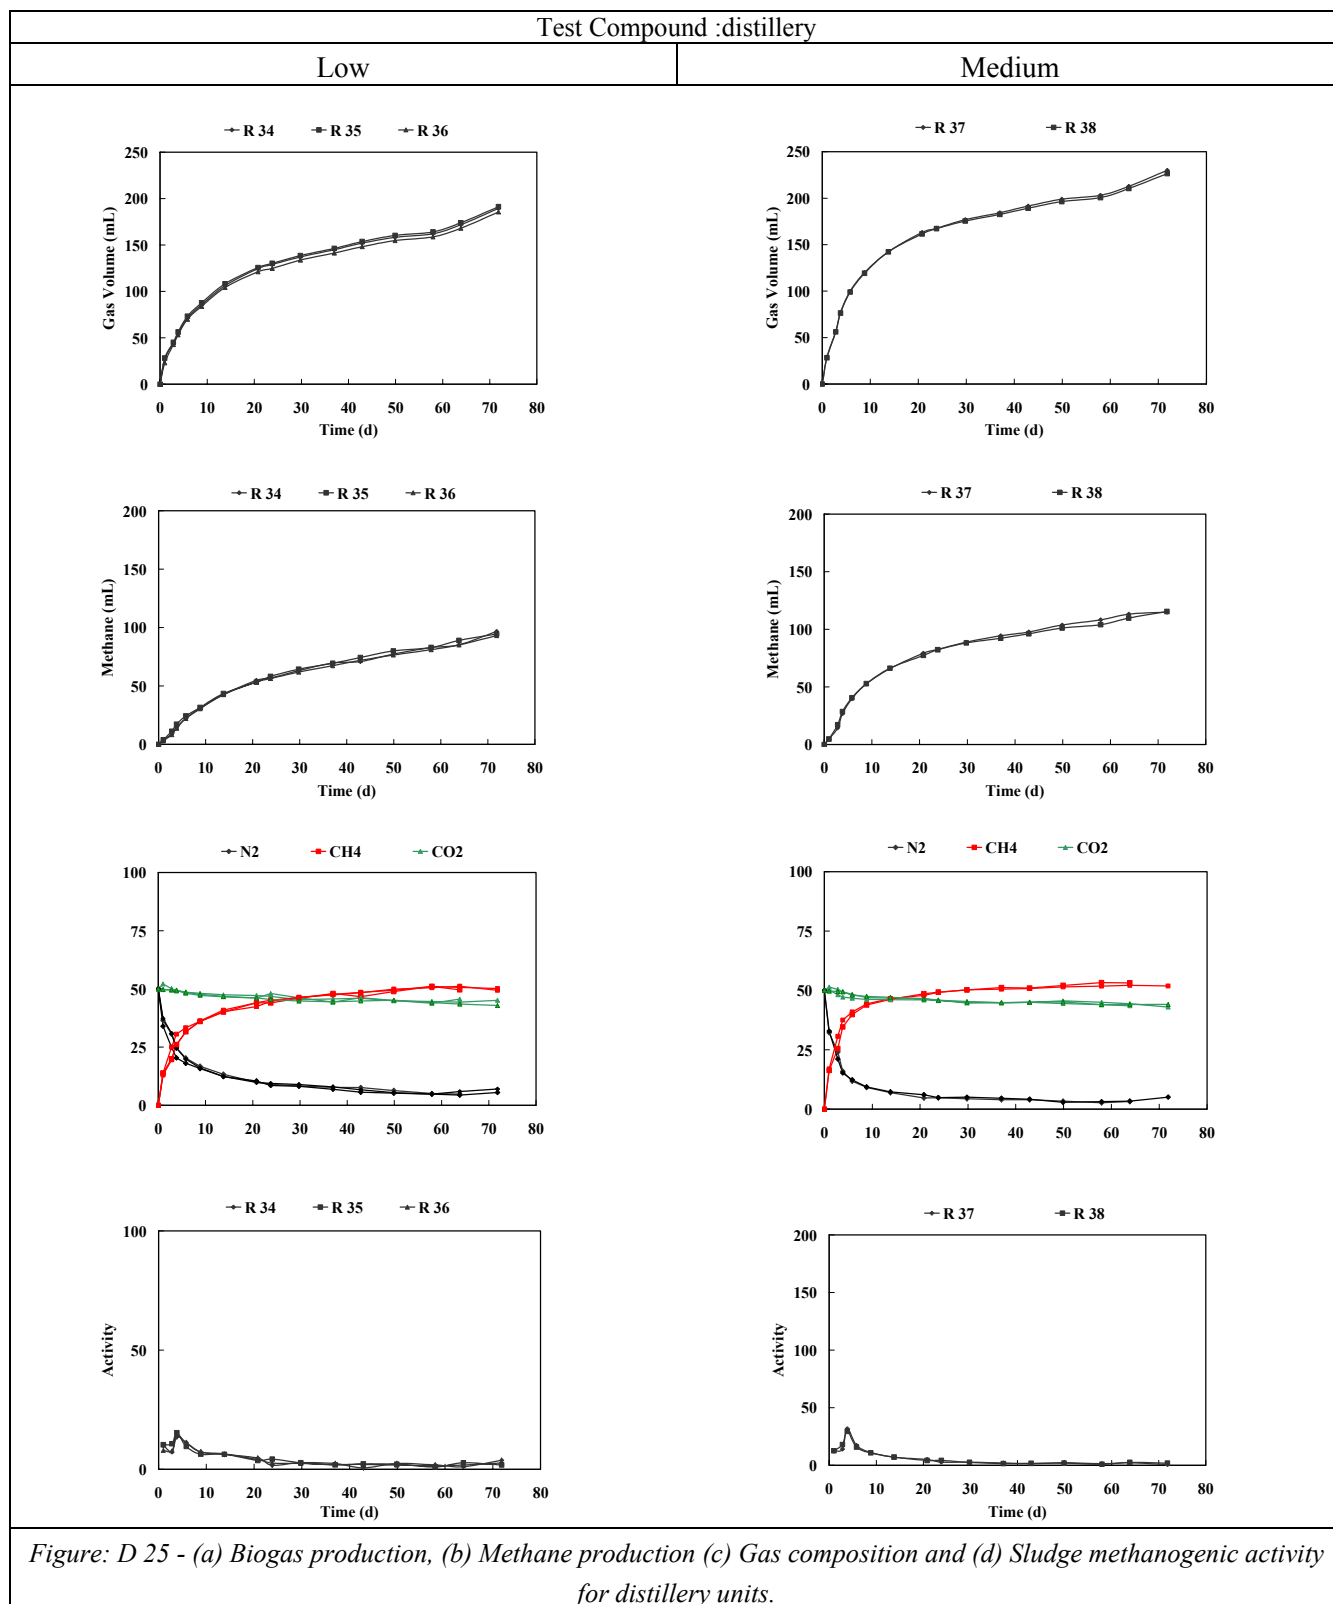 Test Compound :distillery
Low Medium
R 34 R 35 R 36
250
200
150
100
50
0
Gas Volume (mL)
0 10 20 30 40 50 60 70 80
Time (d)
R 37 R 38
250
200
150
100
50
0
Gas Volume (mL)
0 10 20 30 40 50 60 70 80
Time (d)
R 34 R 35 R 36
200
150
100
50
0
Methane (mL)
0 10 20 30 40 50 60 70 80
Time (d)
R 37 R 38
200
150
100
50
0
Methane (mL)
0 10 20 30 40 50 60 70 80
Time (d)
N2 CH4 CO2
100
75
50
25
0
0 10 20 30 40 50 60 70 80
N2 CH4 CO2
100
75
50
25
0
0 10 20 30 40 50 60 70 80
R 34 R 35 R 36
100
50
0
Activity
0 10 20 30 40 50 60 70 80
Time (d)
R 37 R 38
200
150
100
50
0
Activity
0 10 20 30 40 50 60 70 80
Time (d)
Figure: D 25 - (a) Biogas production, (b) Methane production (c) Gas composition and (d) Sludge methanogenic activity
for distillery units.